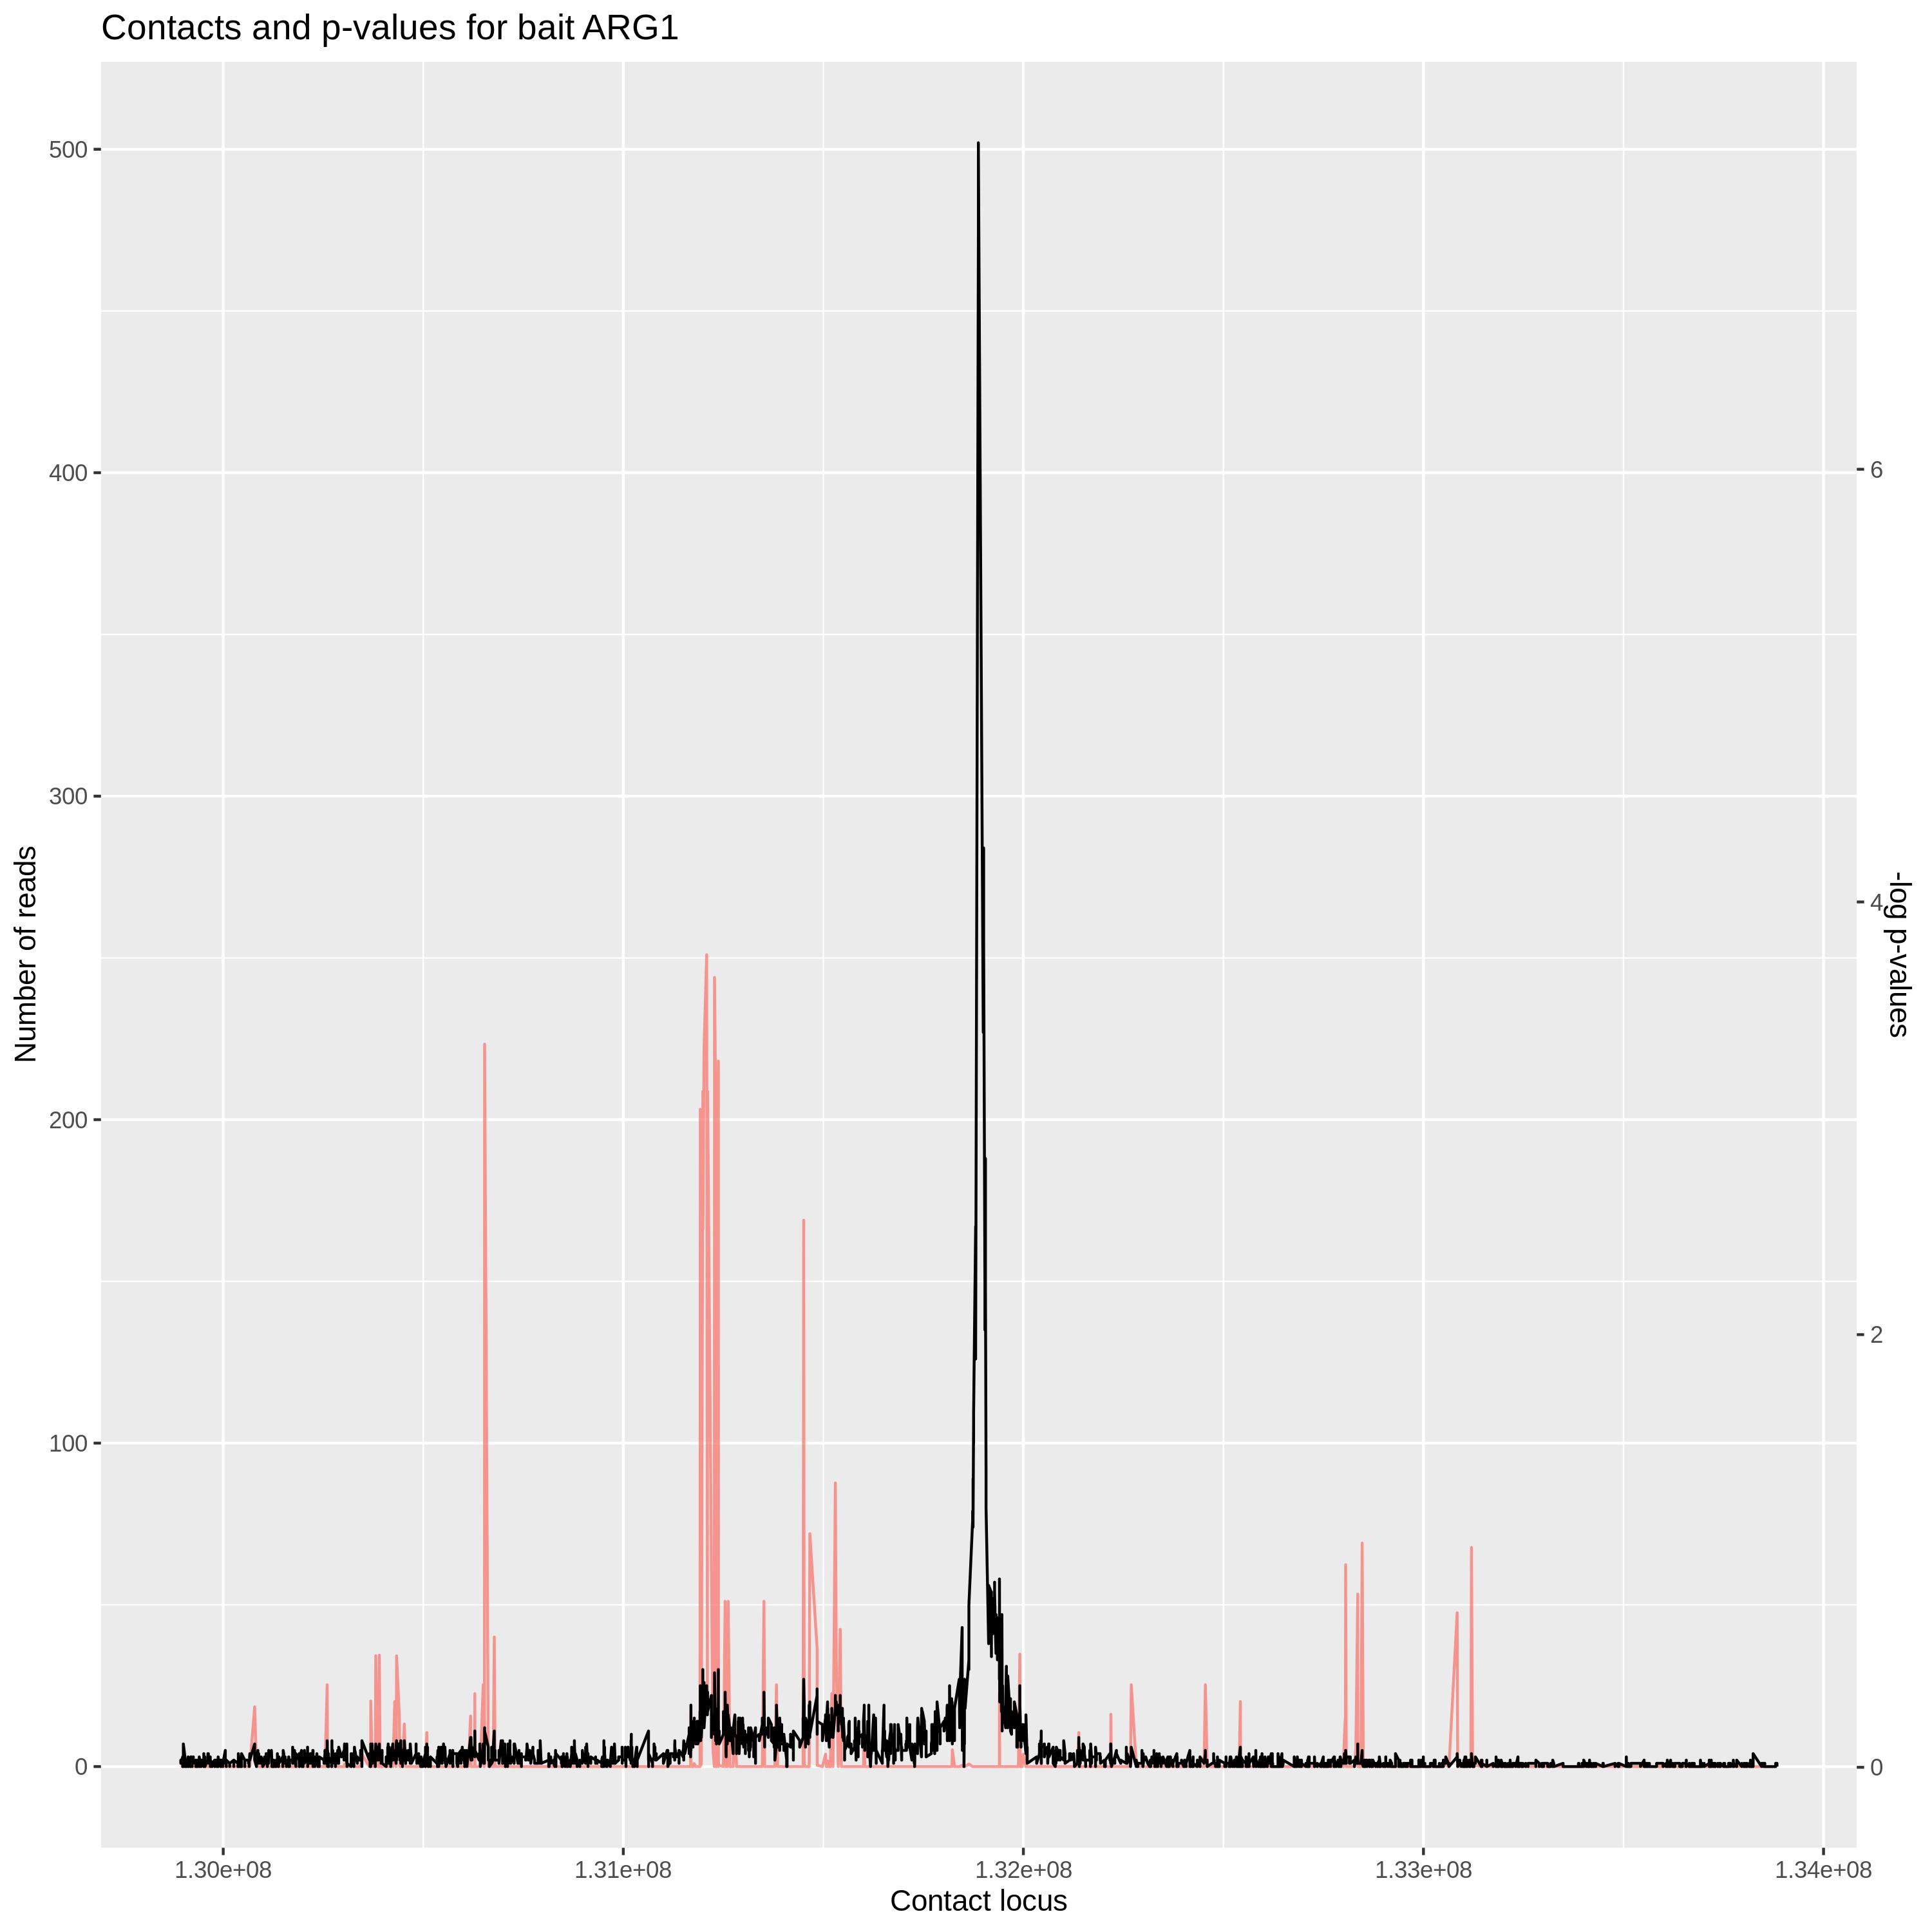 Contacts and p-values for bait ARG1
500
400
300
200
100
0
Number of reads
6
4
2
0
-log p-values
1.30e+08
1.31e+08
1.32e+08
1.33e+08
1.34e+08
Contact locus